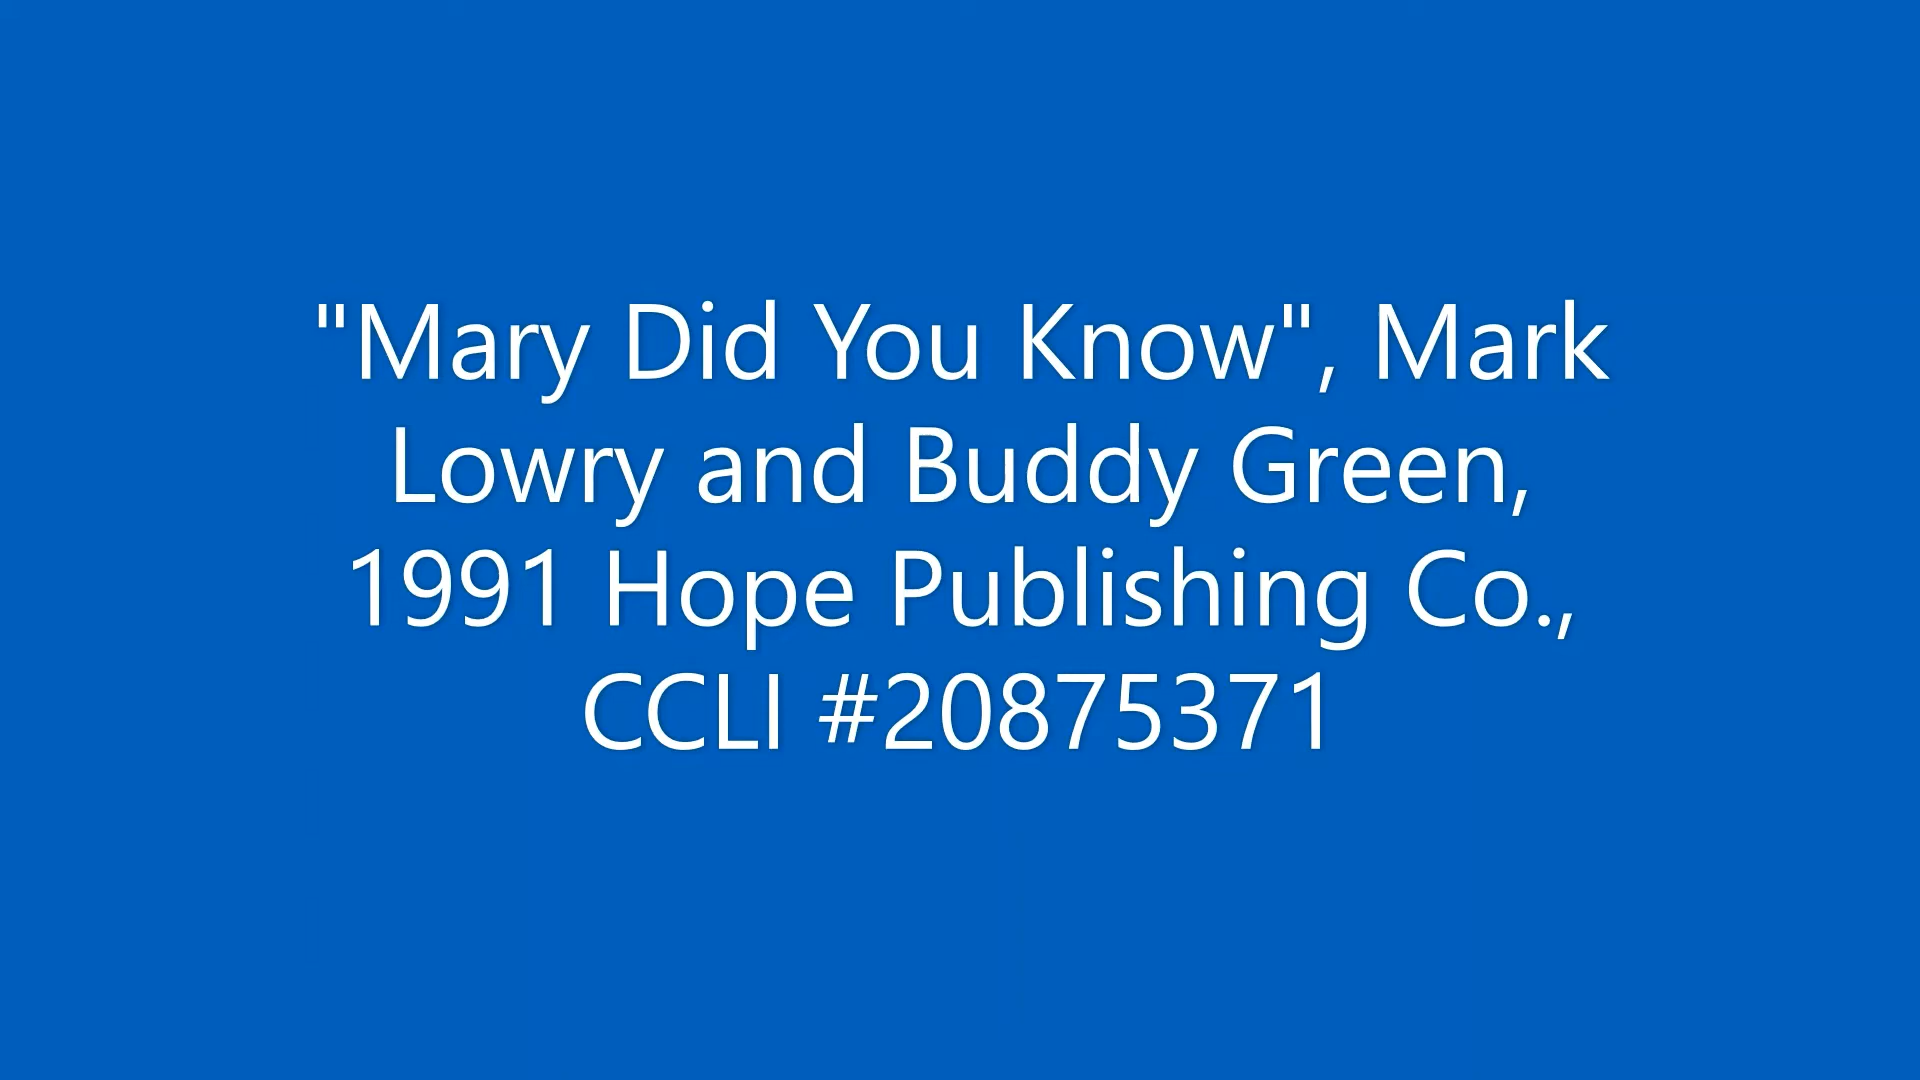 "Mary Did You Know", Mark
Lowry and Buddy Green,
1991 Hope Publishing Co.,
CCLI #20875371